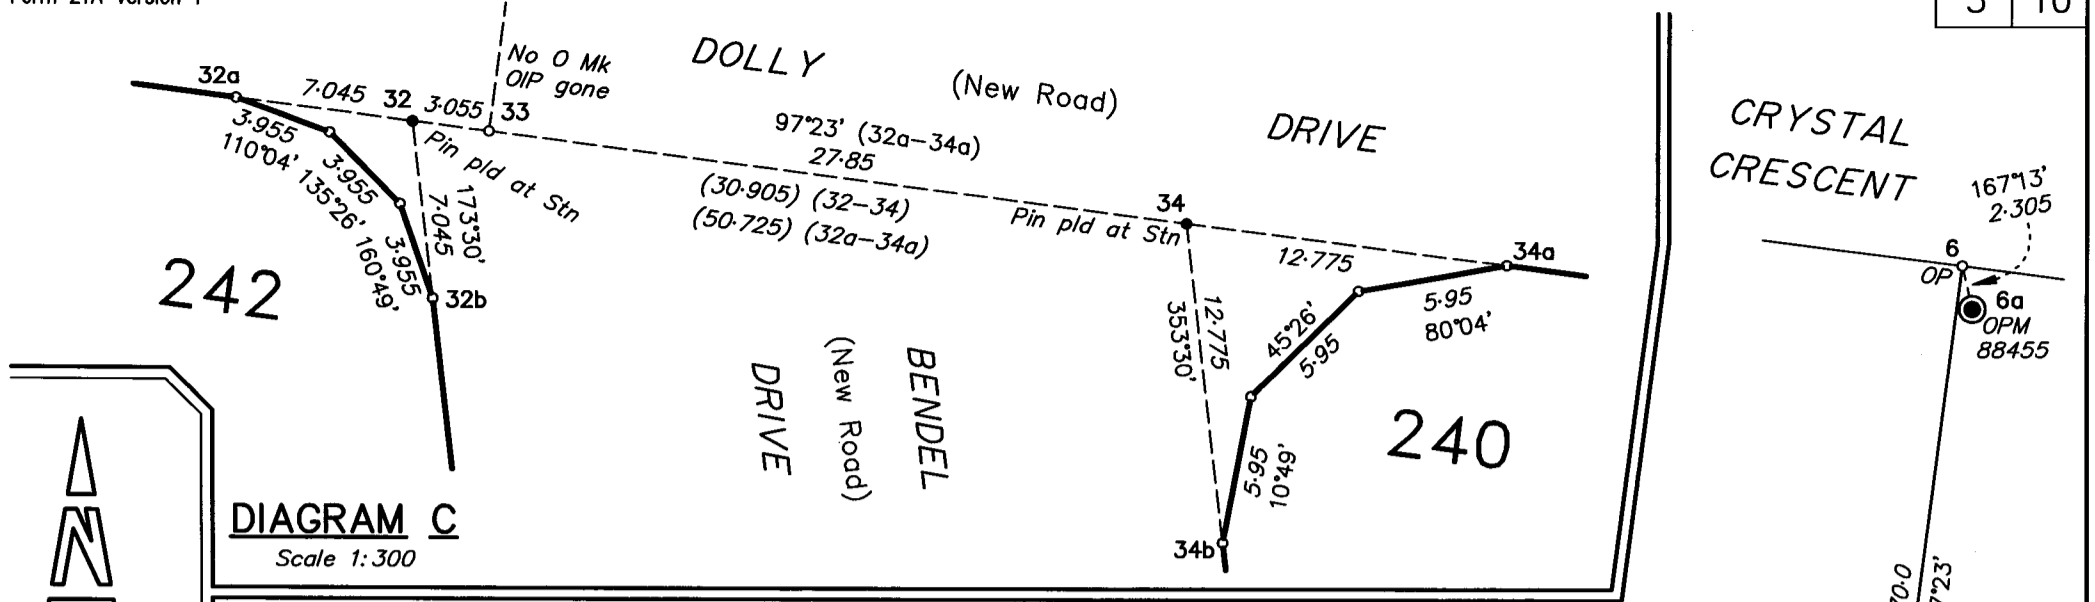 5 10
DOLLY
(New Road)
DRIVE
No O Mk
OIP gone
32a
7·045
32
3·055
33
97°23' (32a-34a)
27·85
(30·905) (32-34)
(50·725) (32a-34a)
Pin pld at Stn
3·955
110°04'
3·955
135°26'
3·955
160°49'
173°30'
7·045
32b
242
34
Pin pld at Stn
12·775
34a
12·775
353°30'
5·95
80°04'
45°26'
5·95
5·95
10°49'
34b
240
BENDEL
(New Road)
DRIVE
CRYSTAL
CRESCENT
167°13'
2·305
6
OP
6a
OPM
88455
DIAGRAM C
Scale 1:300
N